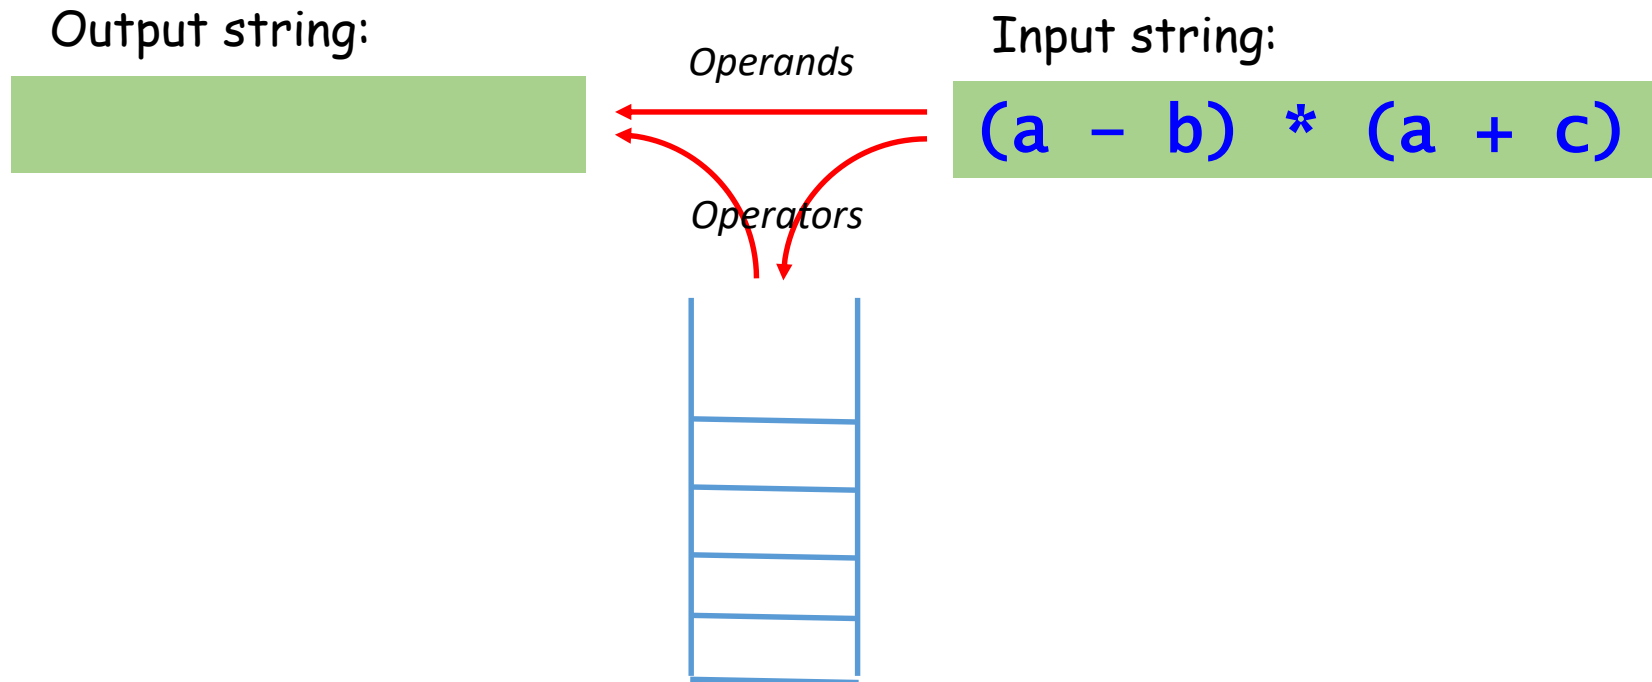 Output string:
Operands
Input string:
(a – b) * (a + c)
Operators